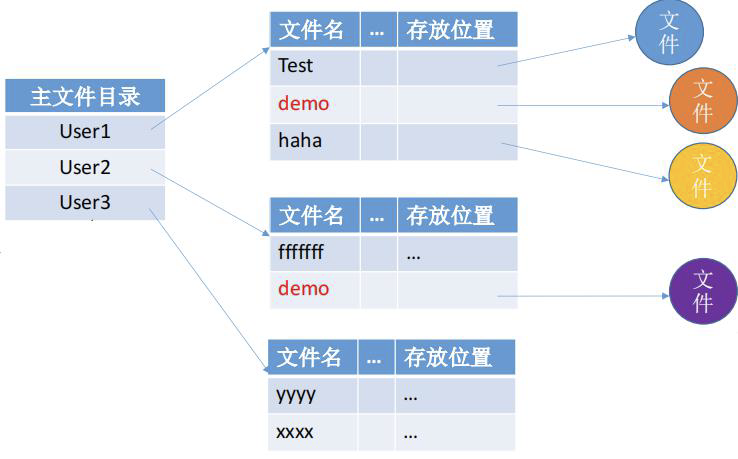 主文件目录
User1
User2
User3
文件名 ... 存放位置
Test
demo
haha
文件名 ... 存放位置
fffffff ...
demo
文件名 ... 存放位置
yyyy ...
xxxx ...
文
件
文
件
文
件
文
件